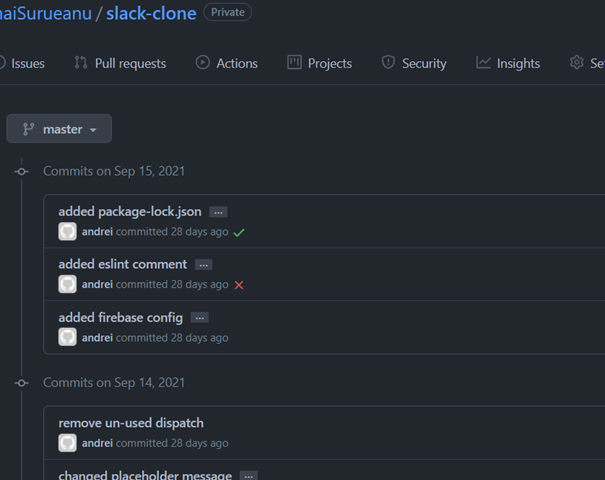 naiSurueanu / slack-clone Private
Issues Pull requests Actions Projects Security Insights Se
master
Commits on Sep 15, 2021
added package-lock.json ...
andrei committed 28 days ago
added eslint comment ...
andrei committed 28 days ago
added firebase config ...
andrei committed 28 days ago
Commits on Sep 14, 2021
remove un-used dispatch
andrei committed 28 days ago
changed placeholder message ...